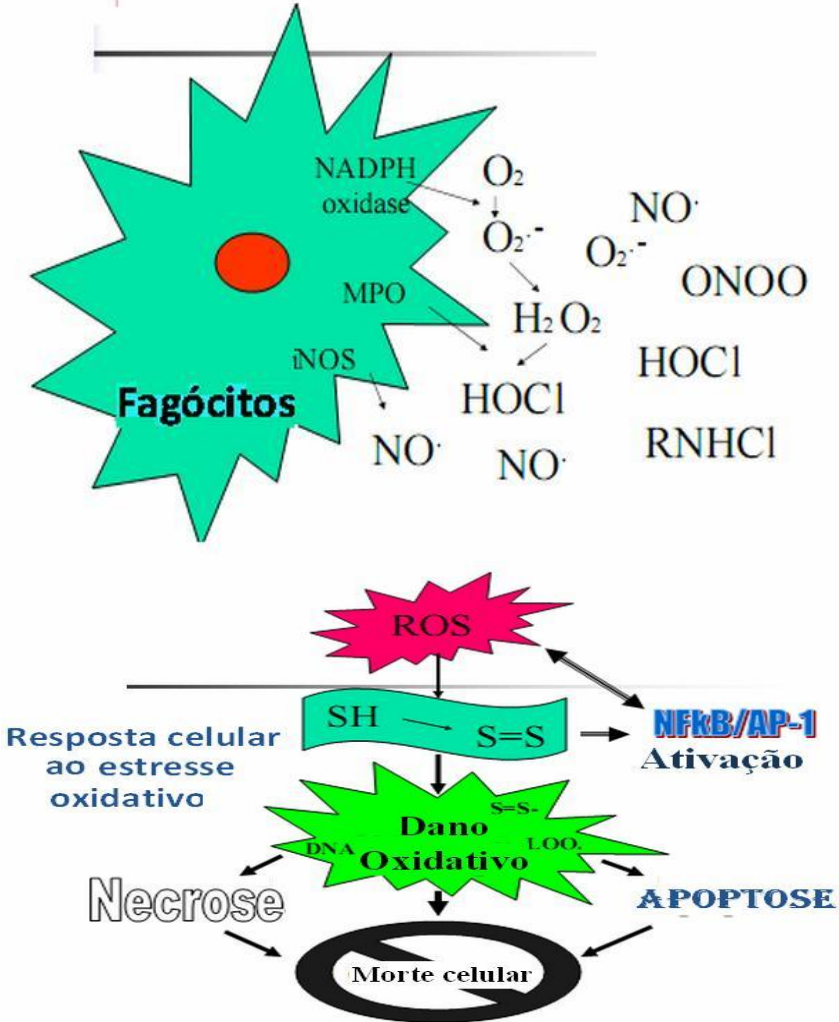 NADPH
oxidase
O2
O2·-
NO·
O2·-
ONOO
MPO
H2O2
iNOS
HOCl
HOCl
Fagócitos
NO·
NO·
RNHCl
ROS
SH
S=S
NFkB/AP-1
Ativação
Resposta celular
ao estresse
oxidativo
S=S-
Dano
DNA
Oxidativo
LOO.
Necrose
APOPTOSE
Morte celular